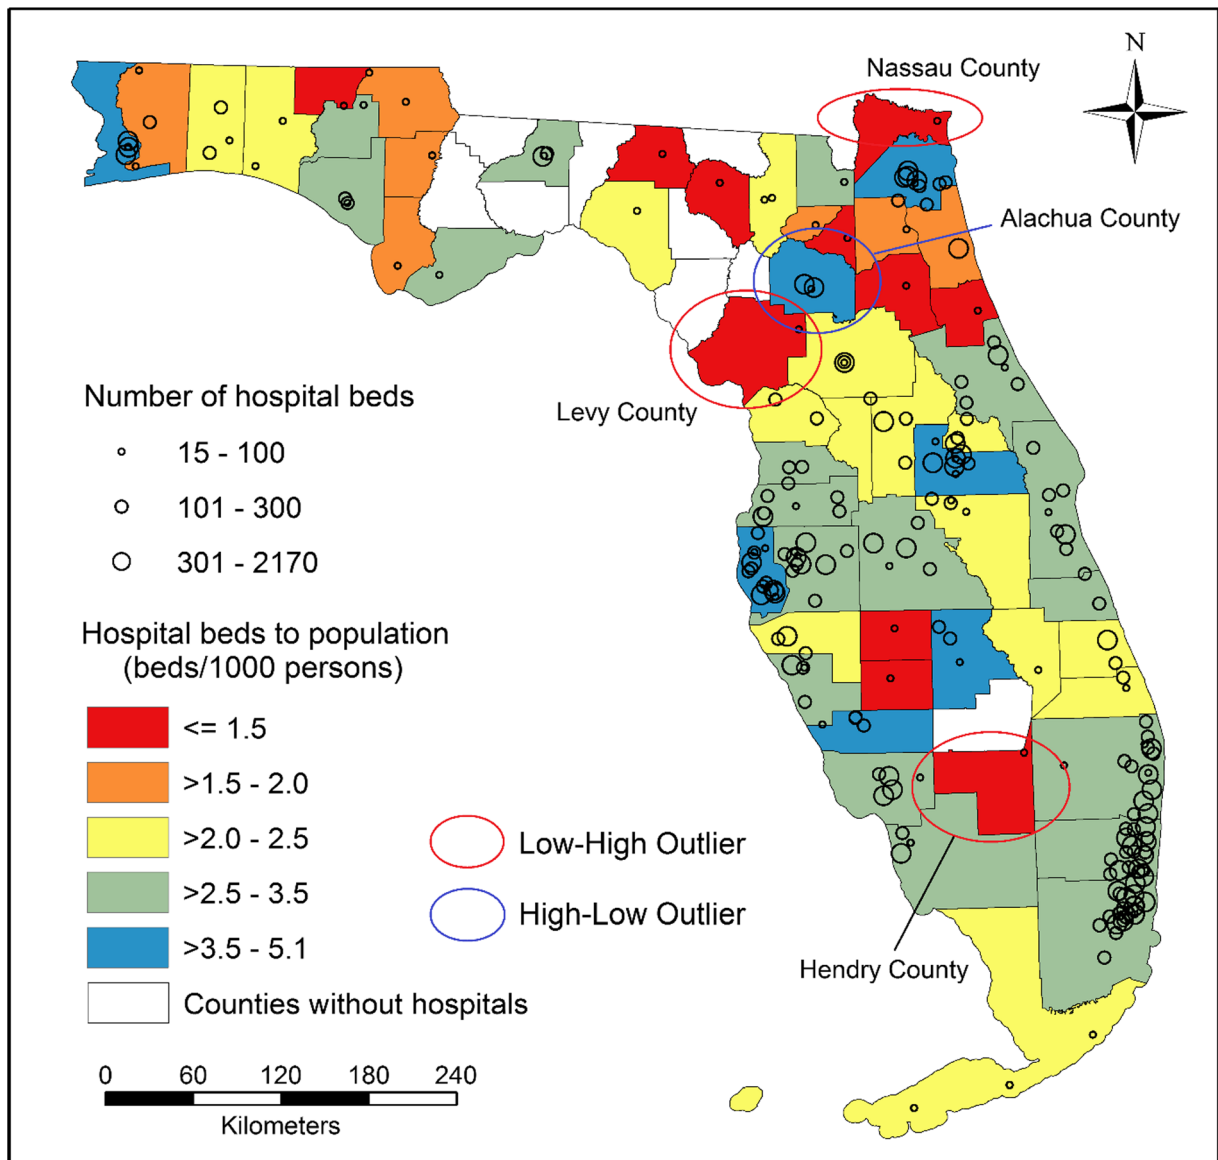 N
Nassau County
Alachua County
Levy County
Number of hospital beds
15 - 100
101 - 300
301 - 2170
Hospital beds to population
(beds/1000 persons)
<= 1.5
>1.5 - 2.0
>2.0 - 2.5
>2.5 - 3.5
>3.5 - 5.1
Counties without hospitals
Low-High Outlier
High-Low Outlier
Hendry County
0 60 120 180 240
Kilometers